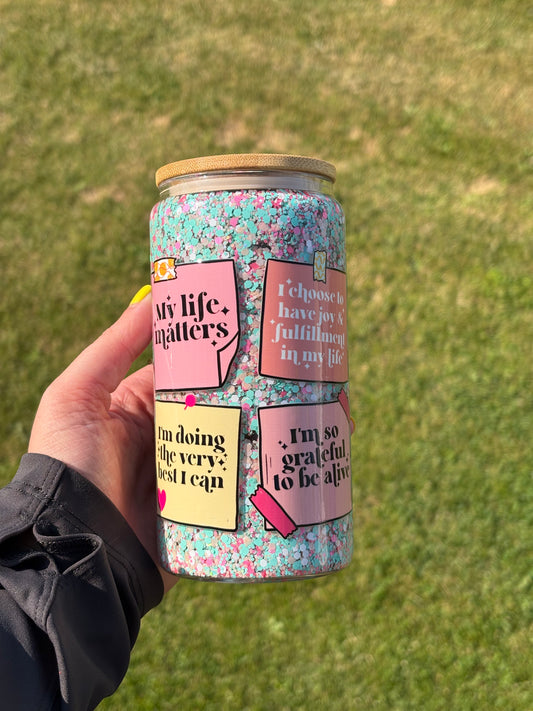 My life
matters
I choose to
have joy &
fulfillment
in my life
I'm doing
the very
best I can
I'm so
grateful
to be alive